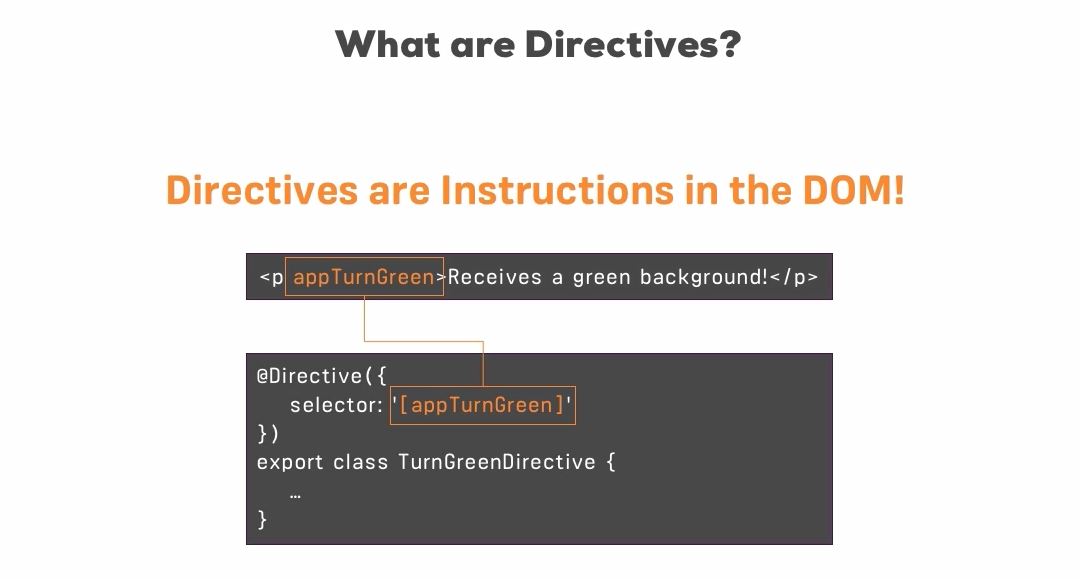 What are Directives?
Directives are Instructions in the DOM!
<p appTurnGreen>Receives a green background!</p>
@Directive({
selector: '[appTurnGreen]'
})
export class TurnGreenDirective {
…
}